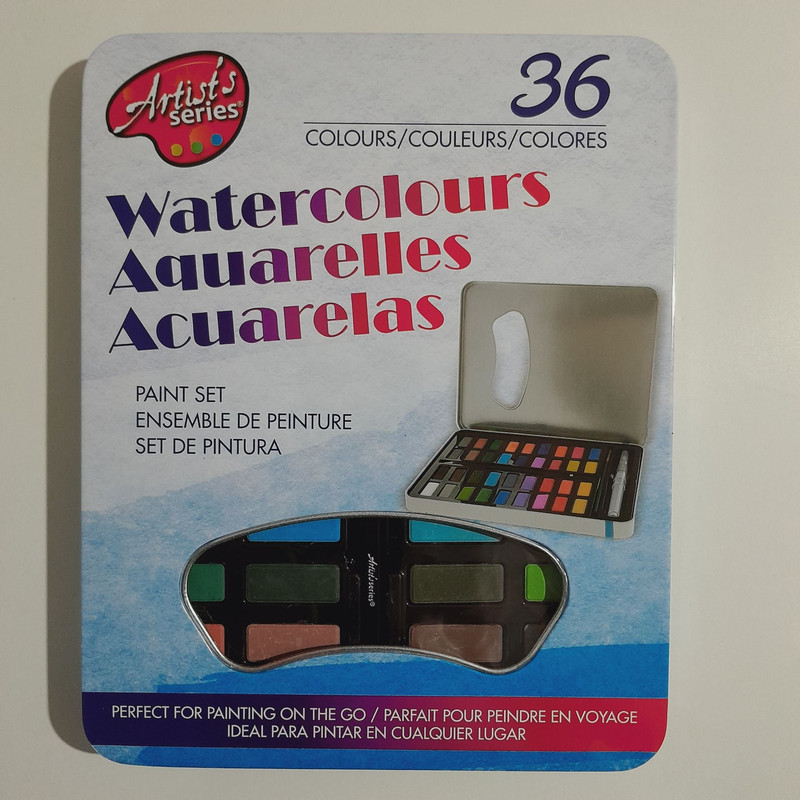 Artist's
series®
36
COLOURS/COULEURS/COLORES
Watercolours
Aquarelles
Acuarelas
PAINT SET
ENSEMBLE DE PEINTURE
SET DE PINTURA
Artist's series®
PERFECT FOR PAINTING ON THE GO / PARFAIT POUR PEINDRE EN VOYAGE
IDEAL PARA PINTAR EN CUALQUIER LUGAR